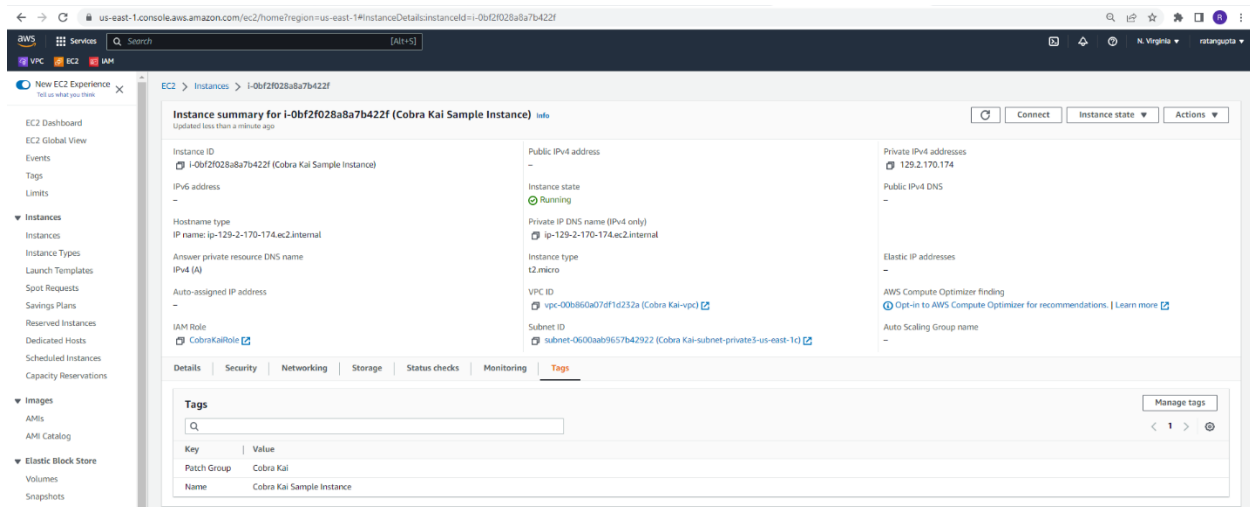 us-east-1.console.aws.amazon.com/ec2/home?region=us-east-1#InstanceDetails:instanceId=i-0bf2f028a8a7b422f
R
aws Services Search [Alt+S] N. Virginia ratangupta
VPC EC2 IAM
New EC2 Experience
Tell us what you think
EC2 Dashboard
EC2 Global View
Events
Tags
Limits
Instances
Instances
Instance Types
Launch Templates
Spot Requests
Savings Plans
Reserved Instances
Dedicated Hosts
Scheduled Instances
Capacity Reservations
Images
AMIs
AMI Catalog
Elastic Block Store
Volumes
Snapshots
EC2 > Instances > i-0bf2f028a8a7b422f
Instance summary for i-0bf2f028a8a7b422f (Cobra Kai Sample Instance) Info
Updated less than a minute ago
Connect Instance state Actions
Instance ID
i-0bf2f028a8a7b422f (Cobra Kai Sample Instance)
Public IPv4 address
–
Private IPv4 addresses
129.2.170.174
IPv6 address
–
Instance state
Running
Public IPv4 DNS
–
Hostname type
IP name: ip-129-2-170-174.ec2.internal
Private IP DNS name (IPv4 only)
ip-129-2-170-174.ec2.internal
Answer private resource DNS name
IPv4 (A)
Instance type
t2.micro
Elastic IP addresses
–
Auto-assigned IP address
–
VPC ID
vpc-00b860a07df1d232a (Cobra Kai-vpc)
AWS Compute Optimizer finding
Opt-in to AWS Compute Optimizer for recommendations. | Learn more
IAM Role
CobraKaiRole
Subnet ID
subnet-0600aab9657b42922 (Cobra Kai-subnet-private3-us-east-1c)
Auto Scaling Group name
–
Details Security Networking Storage Status checks Monitoring Tags
Tags
Manage tags
1
Key Value
Patch Group Cobra Kai
Name Cobra Kai Sample Instance